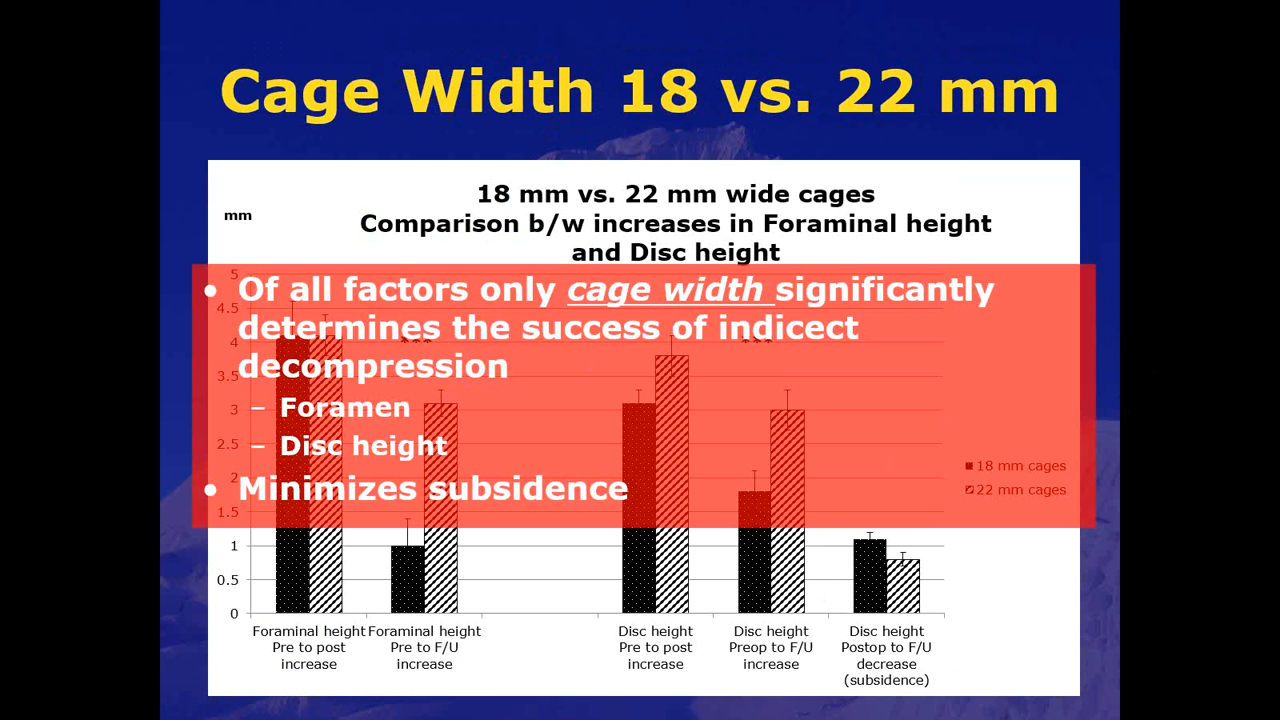 Cage Width 18 vs. 22 mm
18 mm vs. 22 mm wide cages
mm
Comparison b/w increases in Foraminal height
and Disc height
5
4.5
4
3.5
3
2.5
2
1.5
1
0.5
0
• Of all factors only cage width significantly
determines the success of indicect
decompression
– Foramen
– Disc height
• Minimizes subsidence
***
***
18 mm cages
22 mm cages
Foraminal height
Pre to post
increase
Foraminal height
Pre to F/U
increase
Disc height
Pre to post
increase
Disc height
Preop to F/U
increase
Disc height
Postop to F/U
decrease
(subsidence)